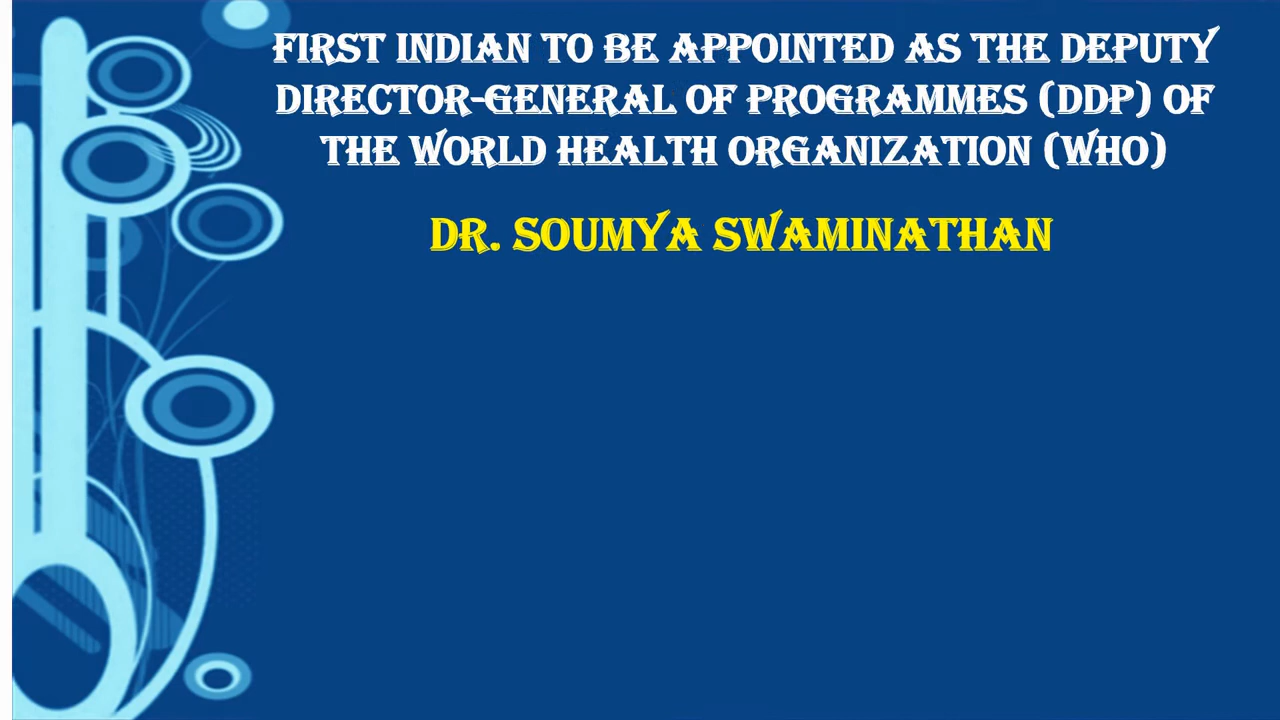 FIRST INDIAN TO BE APPOINTED AS THE DEPUTY
DIRECTOR-GENERAL OF PROGRAMMES (DDP) OF
THE WORLD HEALTH ORGANIZATION (WHO)
DR. SOUMYA SWAMINATHAN